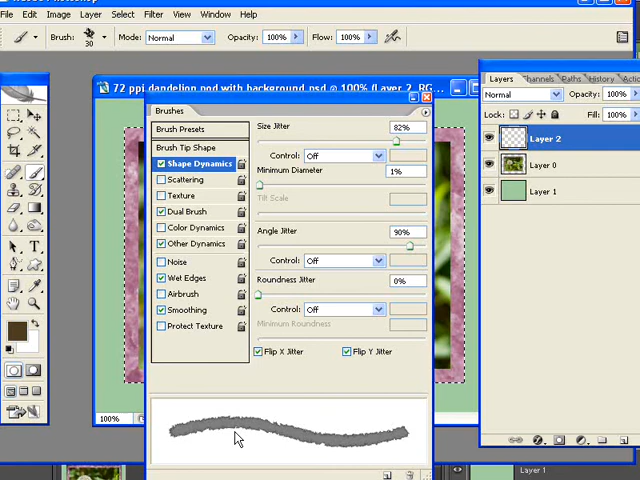 File Edit Image Layer Select Filter View Window Help
Brush: 30 Mode: Normal Opacity: 100% Flow: 100%
72 ppi dandelion pod with background.psd @ 100% (Layer 2, RG
Brushes
Brush Presets
Brush Tip Shape
Shape Dynamics
Scattering
Texture
Dual Brush
Color Dynamics
Other Dynamics
Noise
Wet Edges
Airbrush
Smoothing
Protect Texture
Size Jitter 82%
Control: Off
Minimum Diameter 1%
Tilt Scale
Angle Jitter 90%
Control: Off
Roundness Jitter 0%
Control: Off
Minimum Roundness
Flip X Jitter Flip Y Jitter
100%
Layers Channels Paths History Action
Normal Opacity: 100%
Lock: Fill: 100%
Layer 2
Layer 0
Layer 1
Layer 1